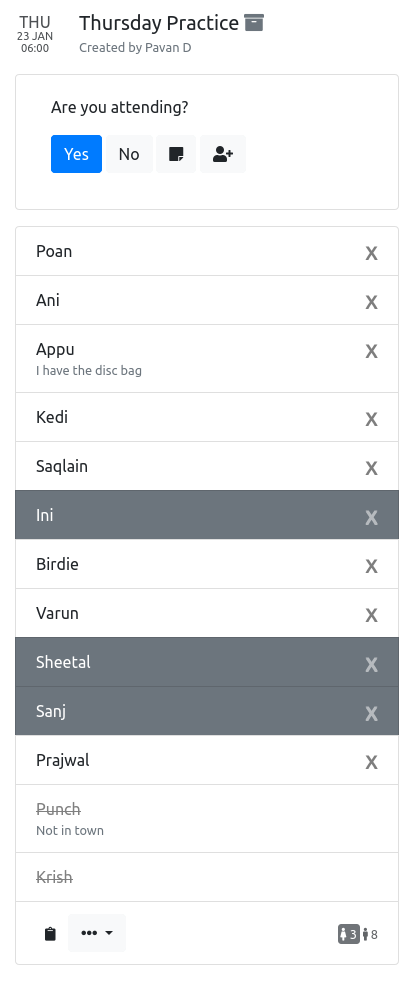 THU
23 JAN
06:00
Thursday Practice
Created by Pavan D
Are you attending?
Yes
No
Poan X
Ani X
Appu X
I have the disc bag
Kedi X
Saqlain X
Ini X
Birdie X
Varun X
Sheetal X
Sanj X
Prajwal X
Punch
Not in town
Krish
3 8